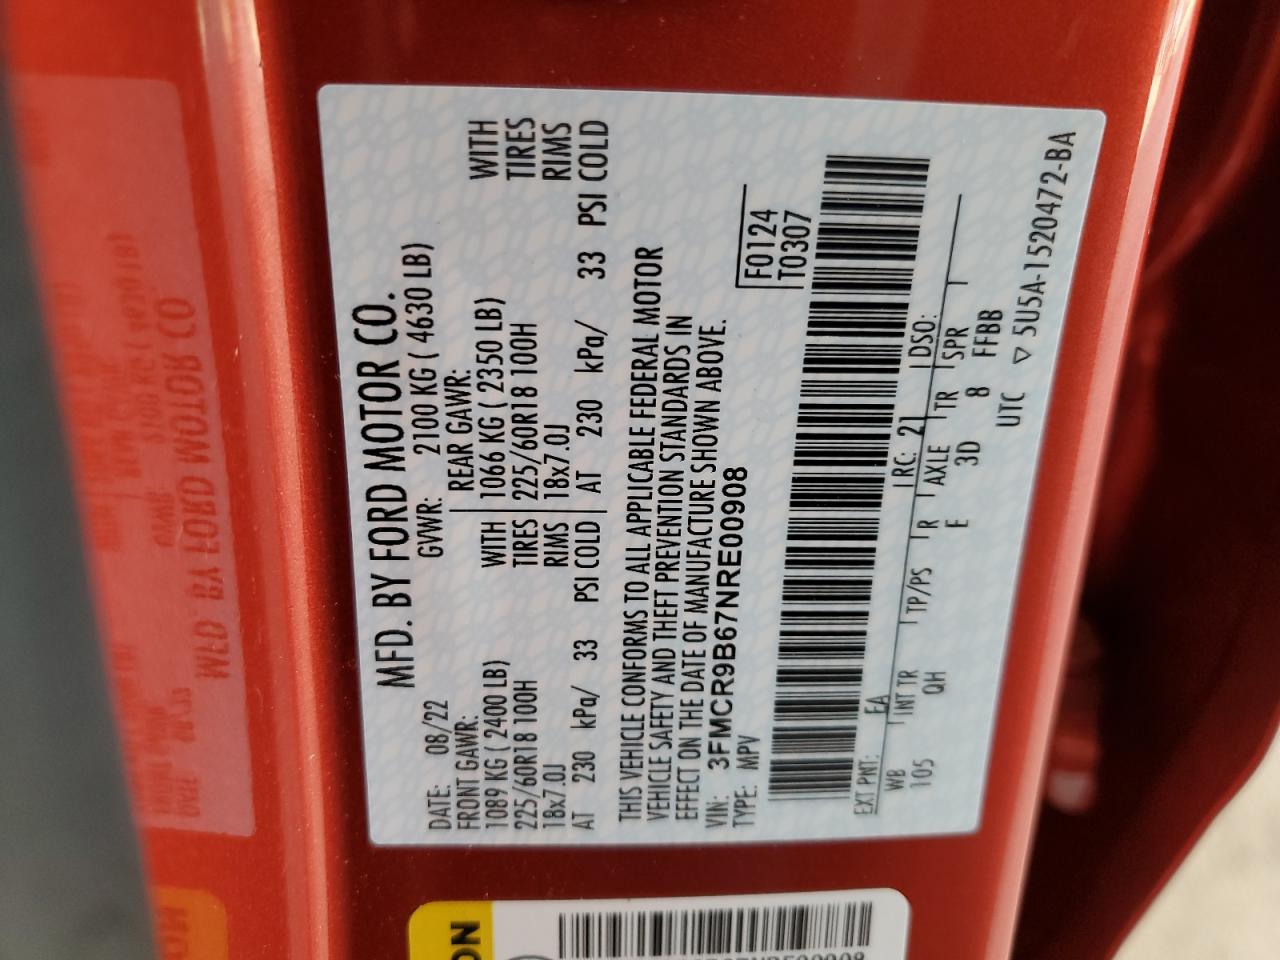 MFD. BY FORD MOTOR CO.
DATE: 08/22 GVWR: 2100 KG ( 4630 LB)
FRONT GAWR: REAR GAWR:
1089 KG ( 2400 LB) WITH 1066 KG ( 2350 LB) WITH
225/60R18 100H TIRES 225/60R18 100H TIRES
18x7.0J RIMS 18x7.0J RIMS
AT 230 kPa/ 33 PSI COLD AT 230 kPa/ 33 PSI COLD
THIS VEHICLE CONFORMS TO ALL APPLICABLE FEDERAL MOTOR
VEHICLE SAFETY AND THEFT PREVENTION STANDARDS IN
EFFECT ON THE DATE OF MANUFACTURE SHOWN ABOVE.
VIN: 3FMCR9B67NRE00908
TYPE: MPV
F0124
T0307
EXT PNT: EA RC: 21 DSO:
WB INT TR TP/PS R AXLE TR SPR
105 QH E 3D 8 FFBB
UTC ▽ 5U5A-1520472-BA
ON